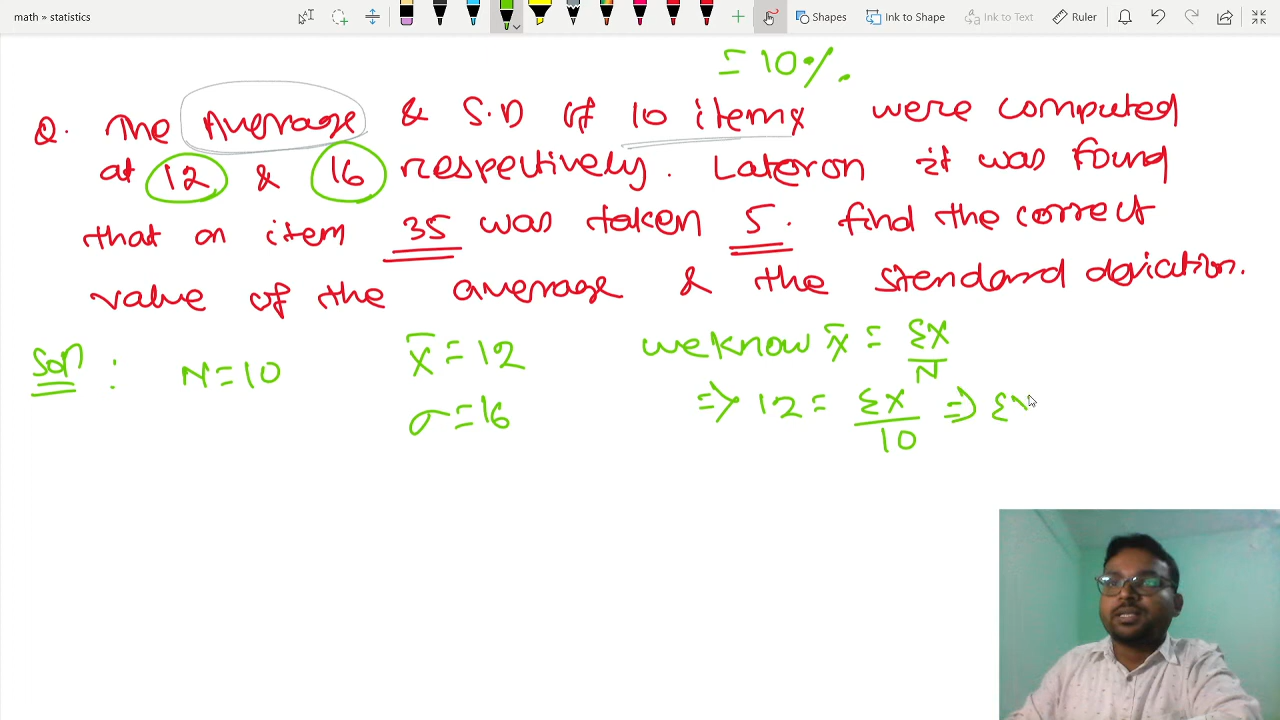 math » statistics
Shapes Ink to Shape Ink to Text Ruler
= 10%.
Q. The Average & S.D of 10 items were computed
at 12 & 16 respectively. Lateron it was found
that an item 35 was taken 5. find the correct
value of the average & the standard deviation.
Soln : N=10 x̄ = 12 we know x̄ = ΣX/N
σ=16 => 12 = ΣX/10 => ΣX